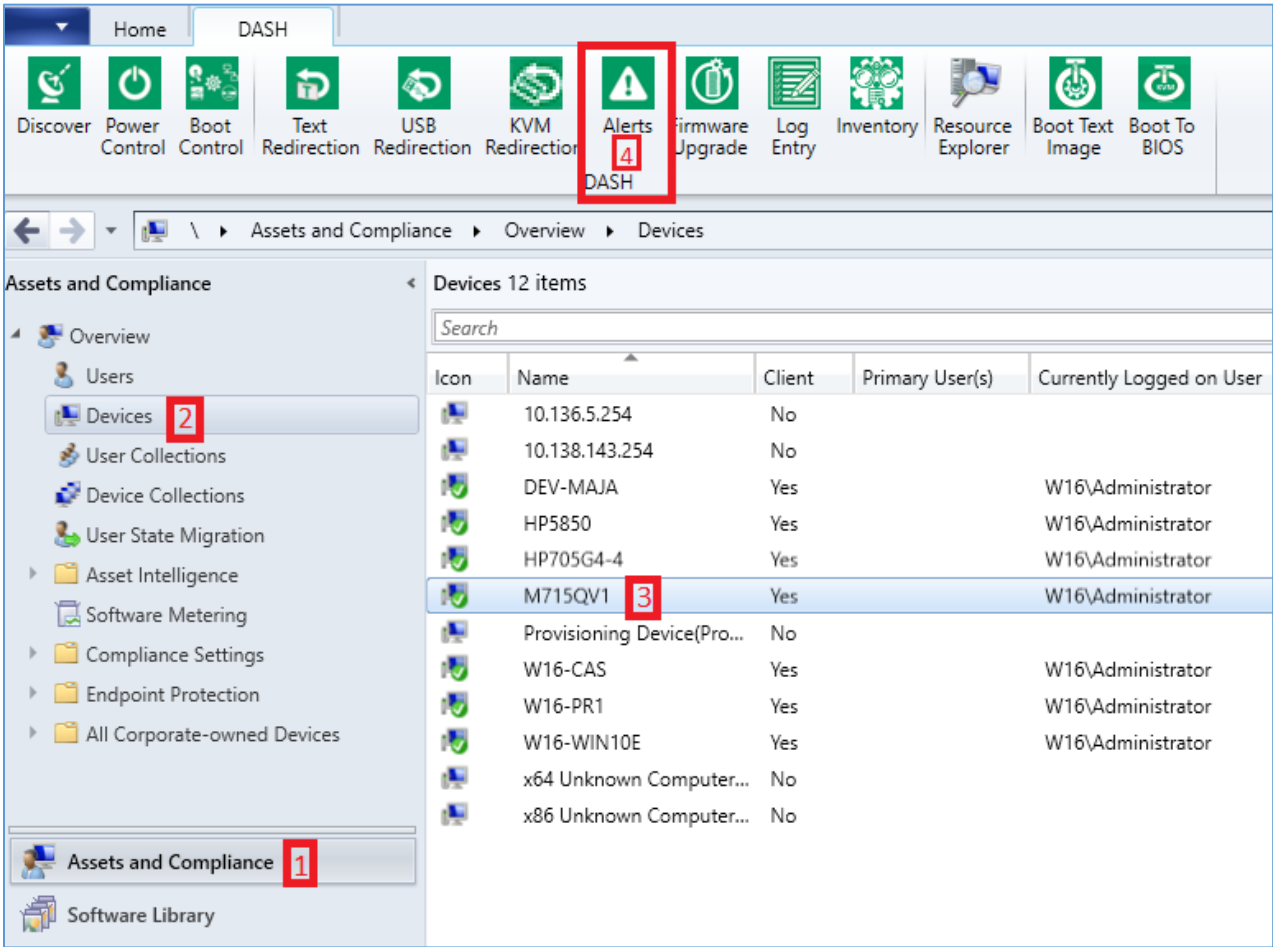 Home DASH
Discover Power Control Boot Control Text Redirection USB Redirection KVM Redirection Alerts Firmware Upgrade Log Entry Inventory Resource Explorer Boot Text Image Boot To BIOS
4
DASH
\ Assets and Compliance Overview Devices
Assets and Compliance
Overview
Users
Devices 2
User Collections
Device Collections
User State Migration
Asset Intelligence
Software Metering
Compliance Settings
Endpoint Protection
All Corporate-owned Devices
Assets and Compliance 1
Software Library
Devices 12 items
Search
Icon Name Client Primary User(s) Currently Logged on User
10.136.5.254 No
10.138.143.254 No
DEV-MAJA Yes W16\Administrator
HP5850 Yes W16\Administrator
HP705G4-4 Yes W16\Administrator
M715QV1 3 Yes W16\Administrator
Provisioning Device(Pro... No
W16-CAS Yes W16\Administrator
W16-PR1 Yes W16\Administrator
W16-WIN10E Yes W16\Administrator
x64 Unknown Computer... No
x86 Unknown Computer... No